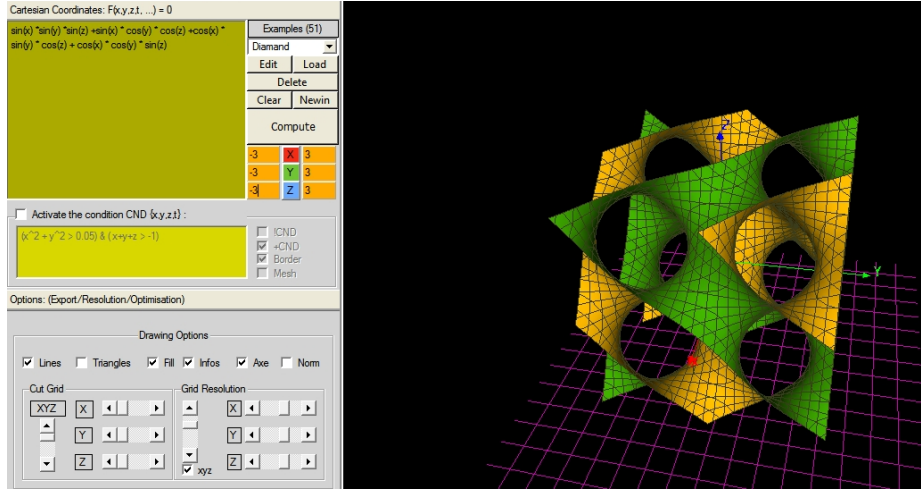 Cartesian Coordinates: F(x,y,z,t, ...) = 0
sin(x) *sin(y) *sin(z) +sin(x) * cos(y) * cos(z) +cos(x) *
sin(y) * cos(z) + cos(x) * cos(y) * sin(z)
Examples (51)
Diamand
Edit Load
Delete
Clear Newin
Compute
-3 X 3
-3 Y 3
-3 Z 3
Activate the condition CND {x,y,z,t} :
(x^2 + y^2 > 0.05) & (x+y+z > -1)
!CND
+CND
Border
Mesh
Options: (Export/Resolution/Optimisation)
Drawing Options
Lines Triangles Fill Infos Axe Norm
Cut Grid Grid Resolution
XYZ X X
Y Y
Z Z
xyz
Z
Y